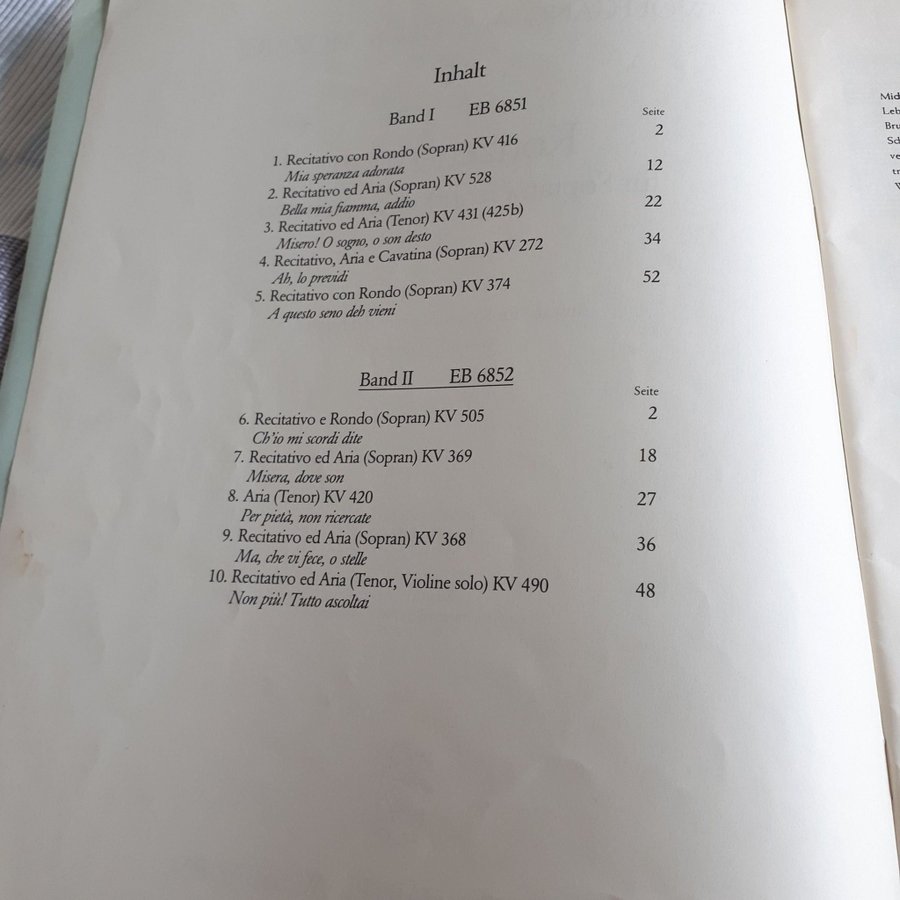 Inhalt
Band I EB 6851
Seite
1. Recitativo con Rondo (Sopran) KV 416 2
Mia speranza adorata
2. Recitativo ed Aria (Sopran) KV 528 12
Bella mia fiamma, addio
3. Recitativo ed Aria (Tenor) KV 431 (425b) 22
Misero! O sogno, o son desto
4. Recitativo, Aria e Cavatina (Sopran) KV 272 34
Ah, lo previdi
5. Recitativo con Rondo (Sopran) KV 374 52
A questo seno deh vieni
Band II EB 6852
Seite
6. Recitativo e Rondo (Sopran) KV 505 2
Ch'io mi scordi dite
7. Recitativo ed Aria (Sopran) KV 369 18
Misera, dove son
8. Aria (Tenor) KV 420 27
Per pietà, non ricercate
9. Recitativo ed Aria (Sopran) KV 368 36
Ma, che vi fece, o stelle
10. Recitativo ed Aria (Tenor, Violine solo) KV 490 48
Non più! Tutto ascoltai